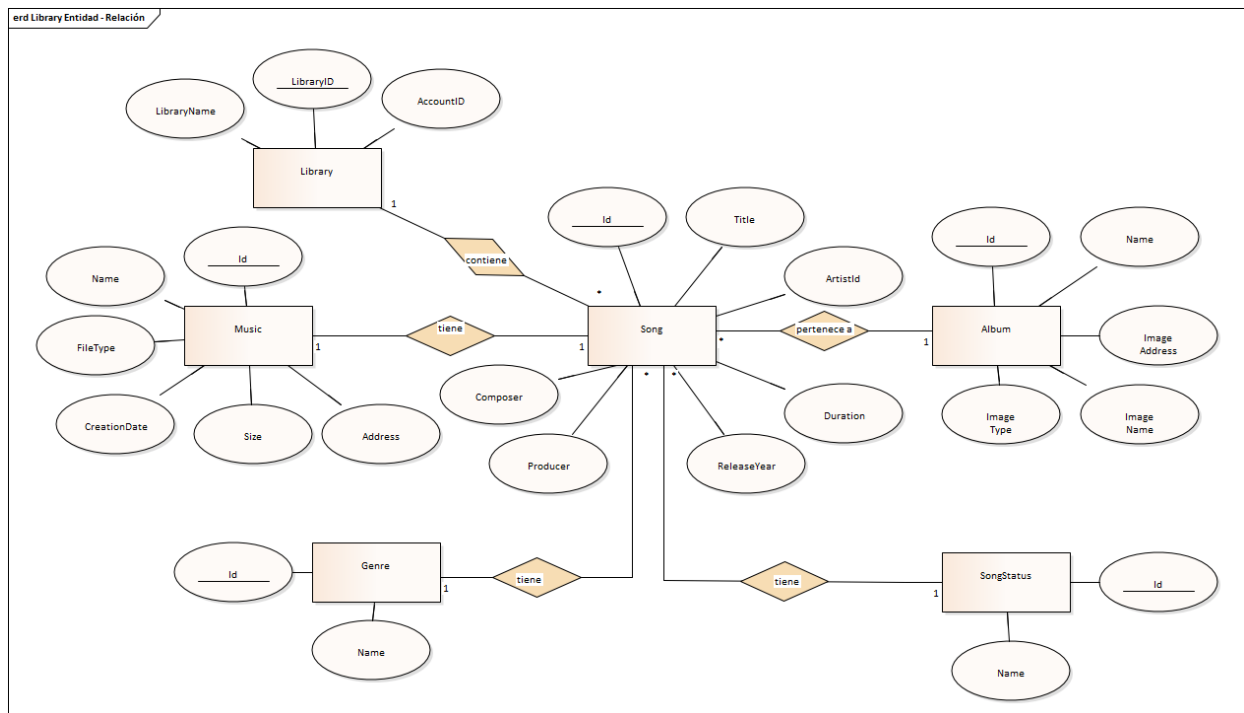 erd Library Entidad - Relación
LibraryID
LibraryName
AccountID
Library
1
contiene
*
Id
Title
ArtistId
Id
Name
Id
Name
FileType
Music
1
tiene
1
Song
*
pertenece a
1
Album
Image
Address
CreationDate
Size
Address
Composer
*
*
Producer
ReleaseYear
Duration
Image
Type
Image
Name
Id
Genre
1
tiene
Name
tiene
1
SongStatus
Id
Name